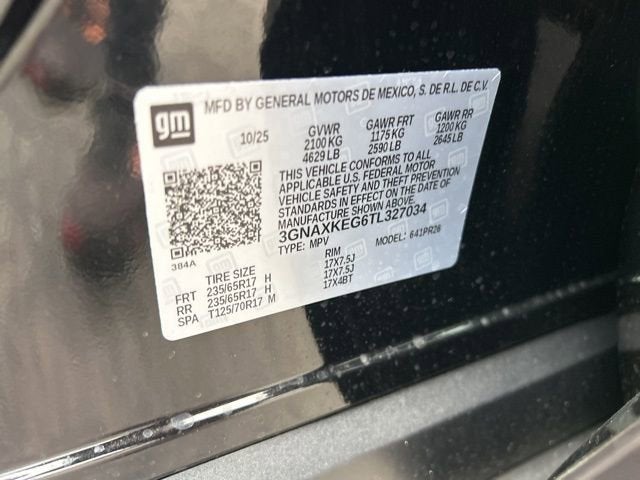 gm
MFD BY GENERAL MOTORS DE MEXICO, S. DE R.L. DE C.V.
10/25 GVWR GAWR FRT GAWR RR
2100 KG 1175 KG 1200 KG
4629 LB 2590 LB 2645 LB
THIS VEHICLE CONFORMS TO ALL
APPLICABLE U.S. FEDERAL MOTOR
VEHICLE SAFETY AND THEFT PREVENTION
STANDARDS IN EFFECT ON THE DATE OF
MANUFACTURE SHOWN ABOVE.
3GNAXKEG6TL327034
TYPE: MPV MODEL: 641PR26
384A
TIRE SIZE RIM
FRT 235/65R17 H 17X7.5J
RR 235/65R17 H 17X7.5J
SPA T125/70R17 M 17X4BT